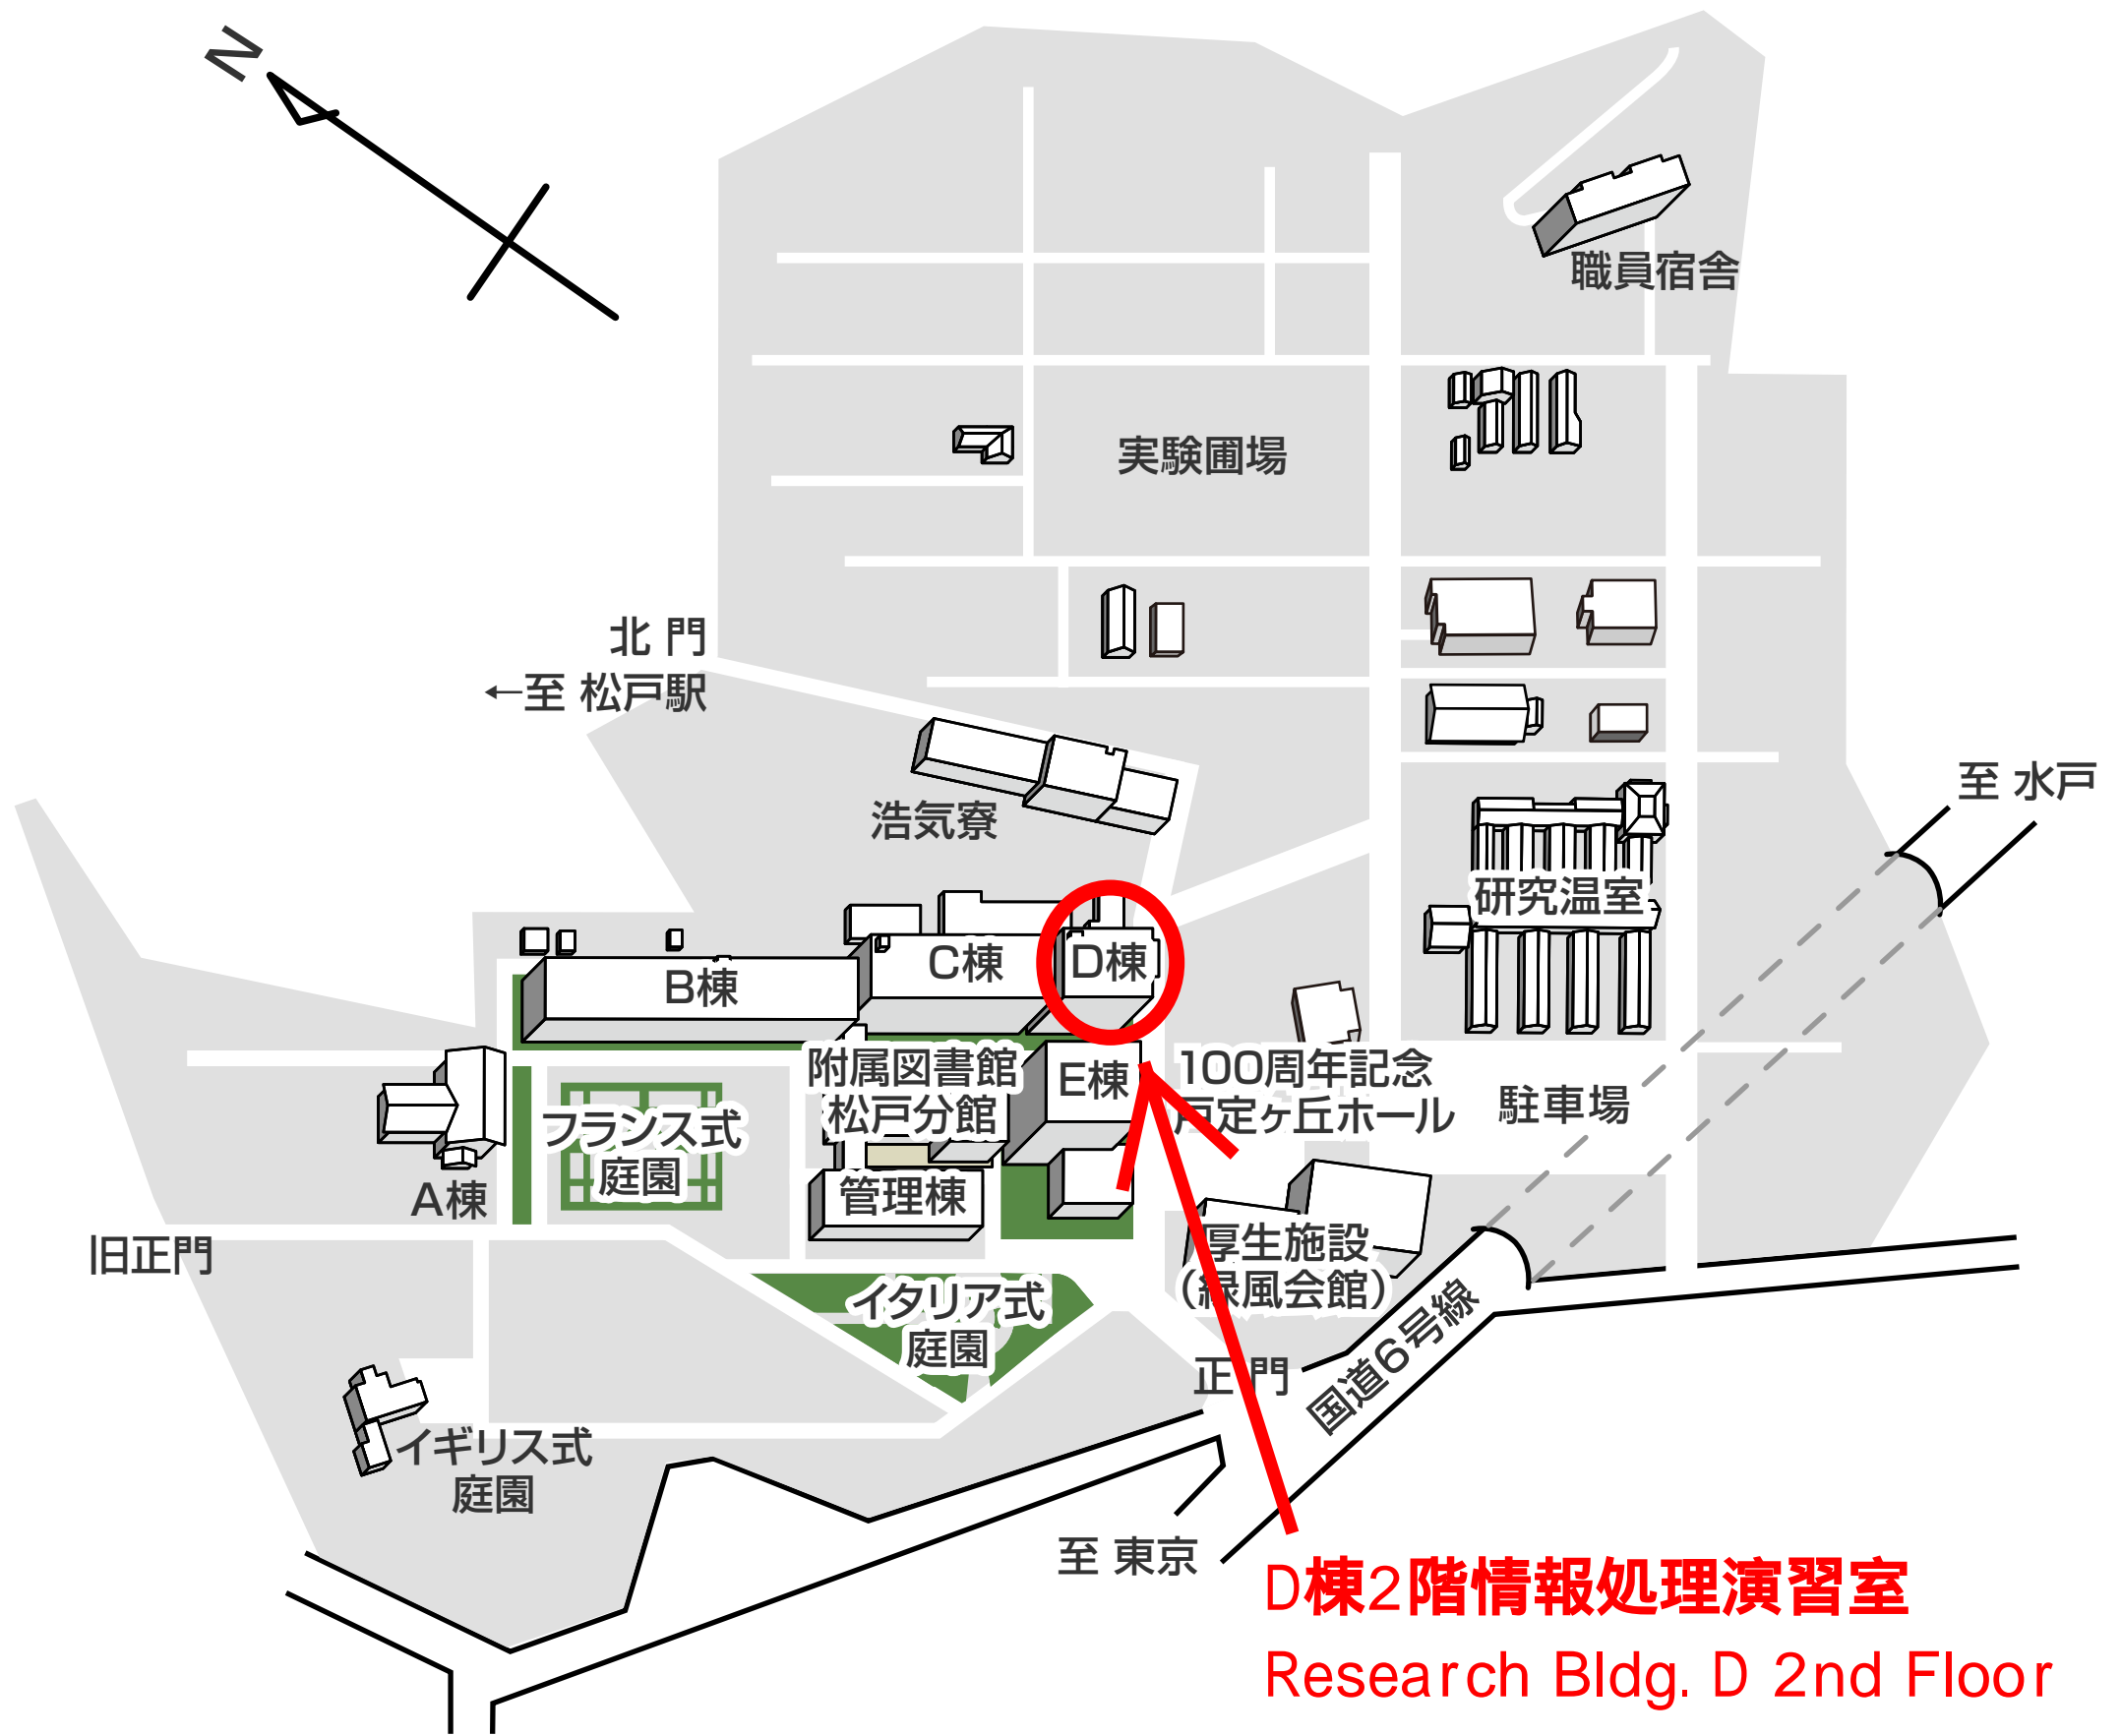 N
職員宿舎
実験圃場
北 門
←至 松戸駅
至 水戸
浩気寮
研究温室
C棟
D棟
B棟
附属図書館
松戸分館
E棟
100周年記念
戸定ヶ丘ホール
駐車場
フランス式
庭園
管理棟
A棟
旧正門
厚生施設
(緑風会館)
イタリア式
庭園
正 門
国道6号線
イギリス式
庭園
至 東京
D棟2階情報処理演習室
Research Bldg. D 2nd Floor